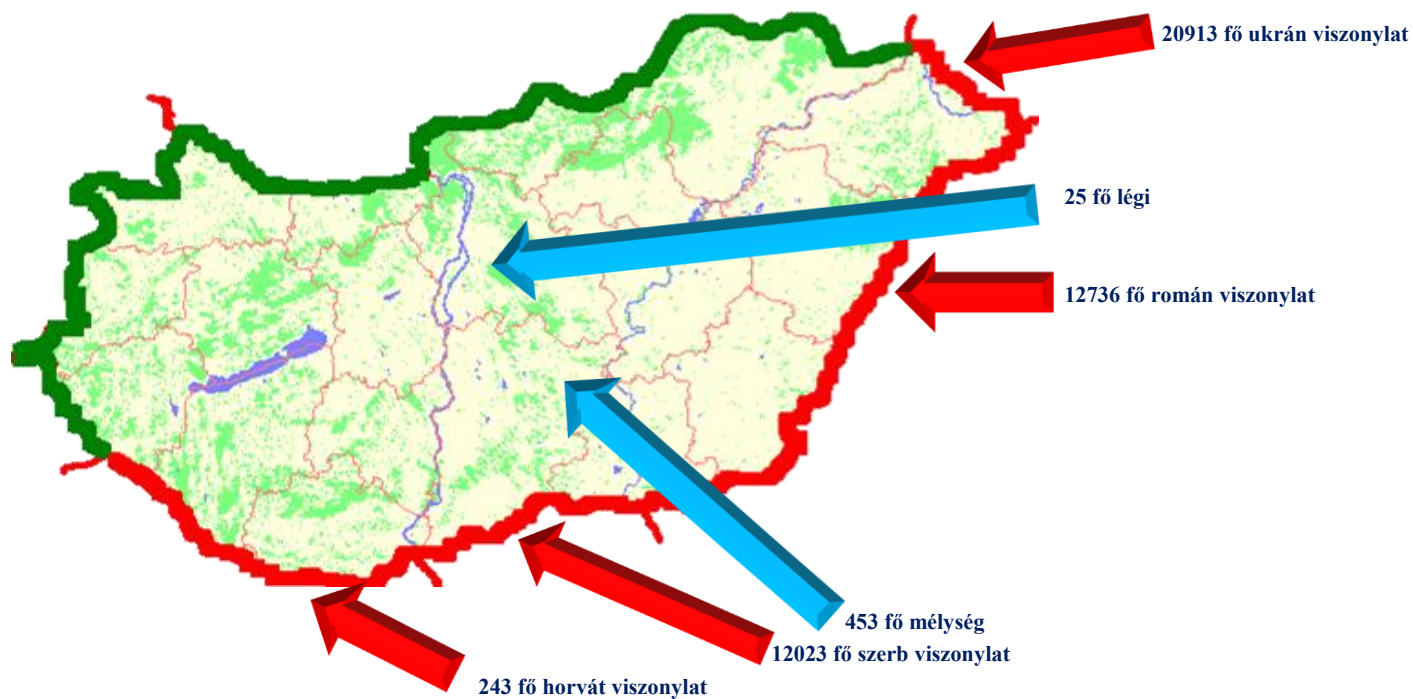 20913 fő ukrán viszonylat
25 fő légi
12736 fő román viszonylat
453 fő mélység
12023 fő szerb viszonylat
243 fő horvát viszonylat